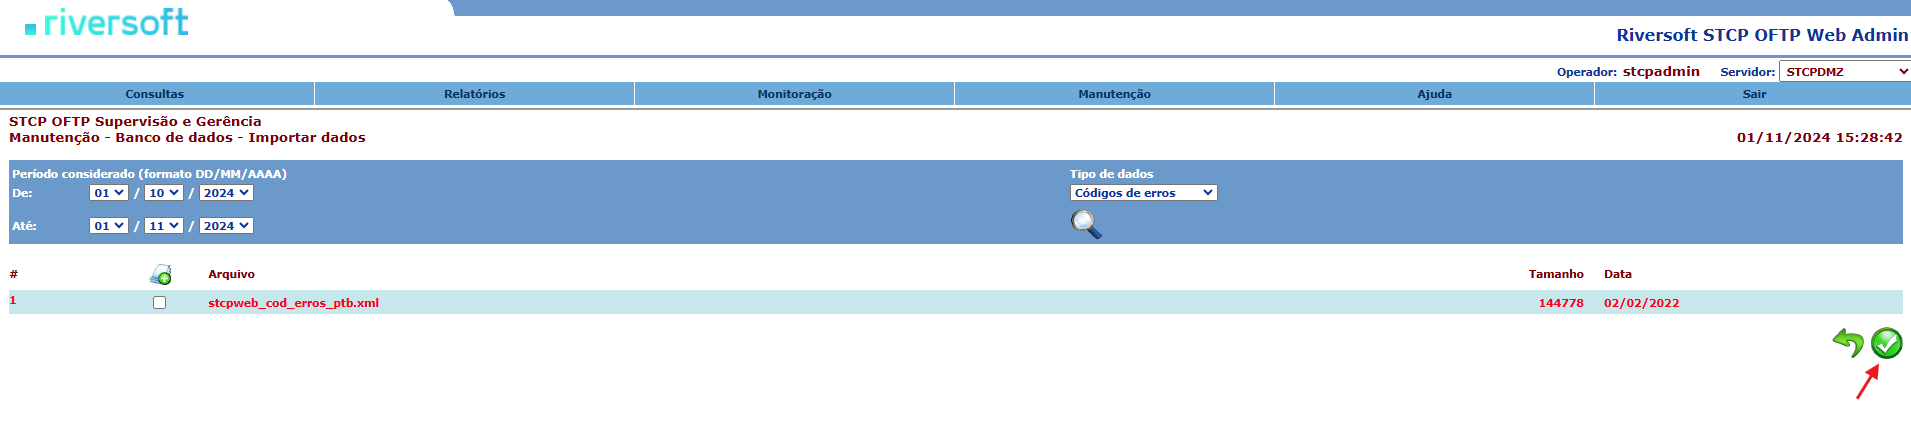 riversoft
Riversoft STCP OFTP Web Admin
Operador: stcpadmin Servidor: STCPDMZ
Consultas Relatórios Monitoração Manutenção Ajuda Sair
STCP OFTP Supervisão e Gerência
Manutenção - Banco de dados - Importar dados 01/11/2024 15:28:42
Período considerado (formato DD/MM/AAAA) Tipo de dados
De: 01 / 10 / 2024 Códigos de erros
Até: 01 / 11 / 2024
# Arquivo Tamanho Data
1 stcpweb_cod_erros_ptb.xml 144778 02/02/2022